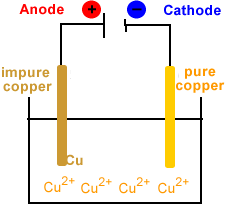 Anode + − Cathode
impure
copper
pure
copper
Cu
Cu2+ Cu2+ Cu2+ Cu2+